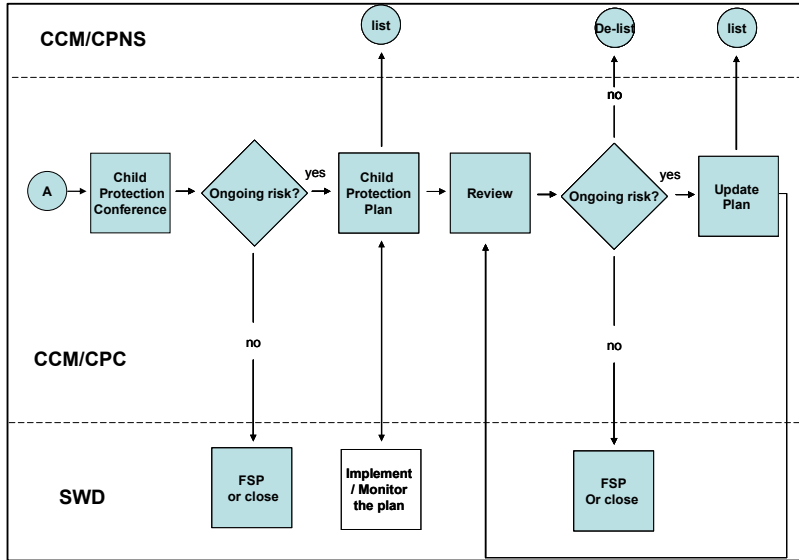 CCM/CPNS
list
De-list
list
no
A
Child
Protection
Conference
Ongoing risk?
yes
Child
Protection
Plan
Review
Ongoing risk?
yes
Update
Plan
no
no
CCM/CPC
SWD
FSP
or close
Implement
/ Monitor
the plan
FSP
Or close